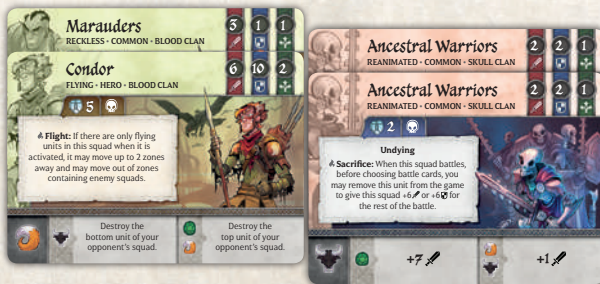 Marauders
3 1 1
RECKLESS • COMMON • BLOOD CLAN
Condor
6 10 2
FLYING • HERO • BLOOD CLAN
5
Flight: If there are only flying
units in this squad when it is
activated, it may move up to 2 zones
away and may move out of zones
containing enemy squads.
Destroy the
bottom unit of your
opponent's squad.
Destroy the
top unit of your
opponent's squad.
Ancestral Warriors
2 2 1
REANIMATED • COMMON • SKULL CLAN
Ancestral Warriors
2 2 1
REANIMATED • COMMON • SKULL CLAN
2
Undying
Sacrifice: When this squad battles,
before choosing battle cards, you
may remove this unit from the game
to give this squad +6 or +6 for
the rest of the battle.
+7
+1